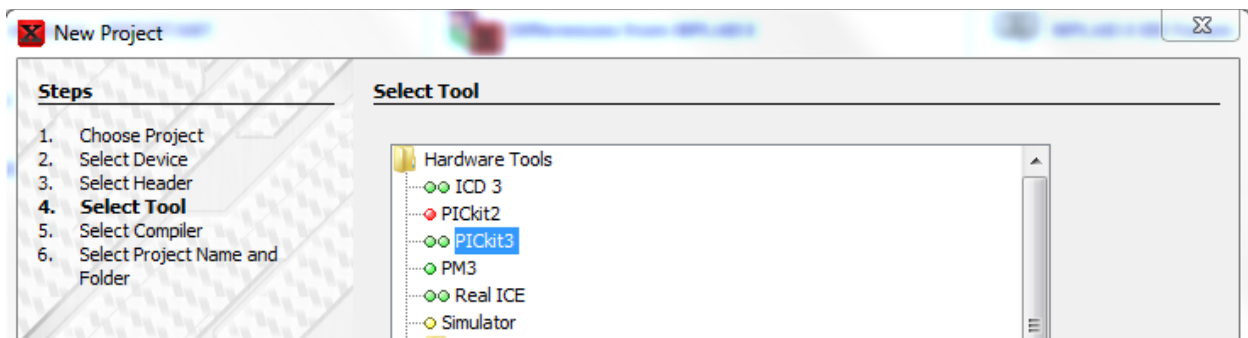 New Project
Steps
1. Choose Project
2. Select Device
3. Select Header
4. Select Tool
5. Select Compiler
6. Select Project Name and
Folder
Select Tool
Hardware Tools
ICD 3
PICkit2
PICkit3
PM3
Real ICE
Simulator